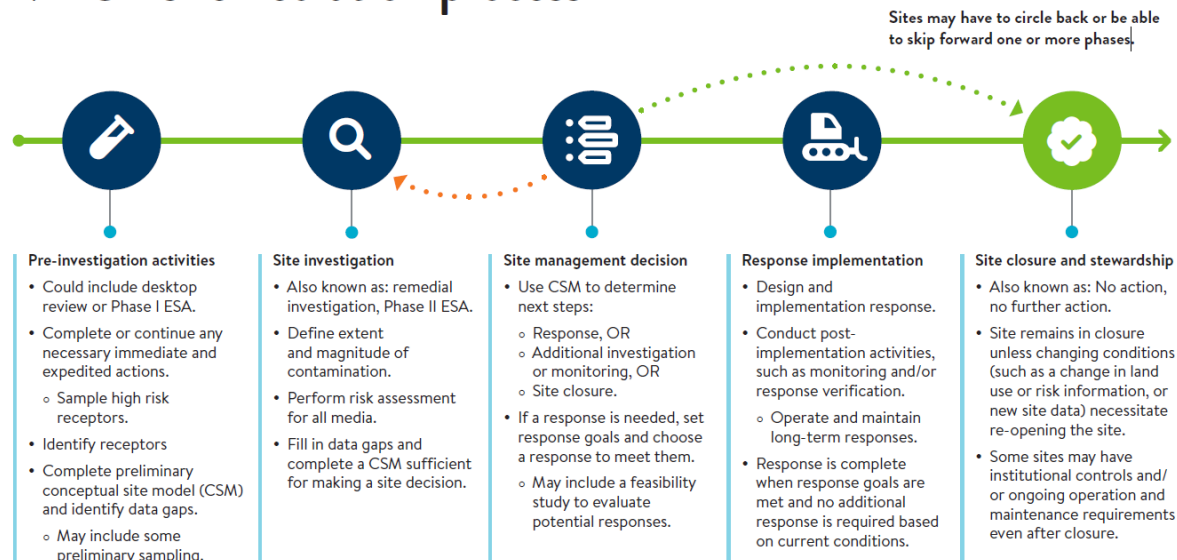 Sites may have to circle back or be able
to skip forward one or more phases.
Pre-investigation activities
• Could include desktop
review or Phase I ESA.
• Complete or continue any
necessary immediate and
expedited actions.
◦ Sample high risk
receptors.
• Identify receptors
• Complete preliminary
conceptual site model (CSM)
and identify data gaps.
◦ May include some
preliminary sampling.
Site investigation
• Also known as: remedial
investigation, Phase II ESA.
• Define extent
and magnitude of
contamination.
• Perform risk assessment
for all media.
• Fill in data gaps and
complete a CSM sufficient
for making a site decision.
Site management decision
• Use CSM to determine
next steps:
◦ Response, OR
◦ Additional investigation
or monitoring, OR
◦ Site closure.
• If a response is needed, set
response goals and choose
a response to meet them.
◦ May include a feasibility
study to evaluate
potential responses.
Response implementation
• Design and
implementation response.
• Conduct post-
implementation activities,
such as monitoring and/or
response verification.
◦ Operate and maintain
long-term responses.
• Response is complete
when response goals are
met and no additional
response is required based
on current conditions.
Site closure and stewardship
• Also known as: No action,
no further action.
• Site remains in closure
unless changing conditions
(such as a change in land
use or risk information, or
new site data) necessitate
re-opening the site.
• Some sites may have
institutional controls and/
or ongoing operation and
maintenance requirements
even after closure.